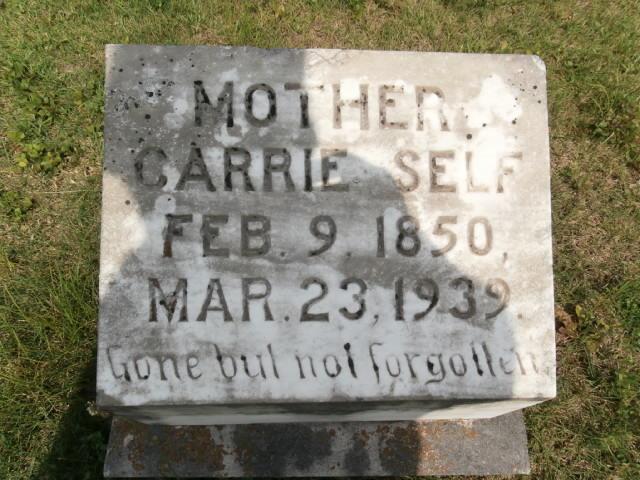 MOTHER
CARRIE SELF
FEB. 9, 1850,
MAR. 23, 1939.
Gone but not forgotten.